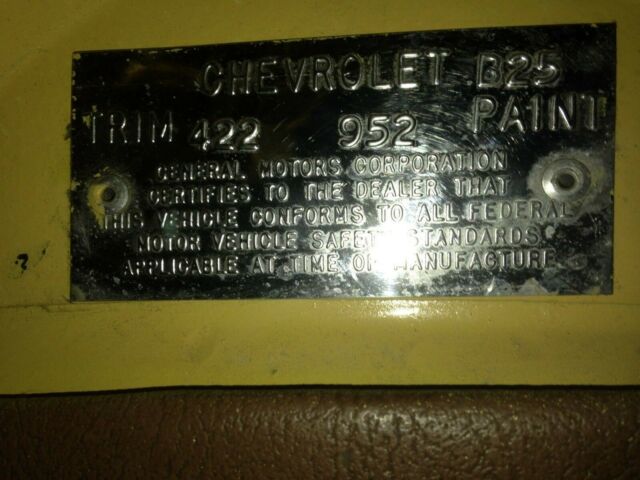 CHEVROLET B25
TRIM 422 952 PAINT
GENERAL MOTORS CORPORATION
CERTIFIES TO THE DEALER THAT
THIS VEHICLE CONFORMS TO ALL FEDERAL
MOTOR VEHICLE SAFETY STANDARDS
APPLICABLE AT TIME OF MANUFACTURE